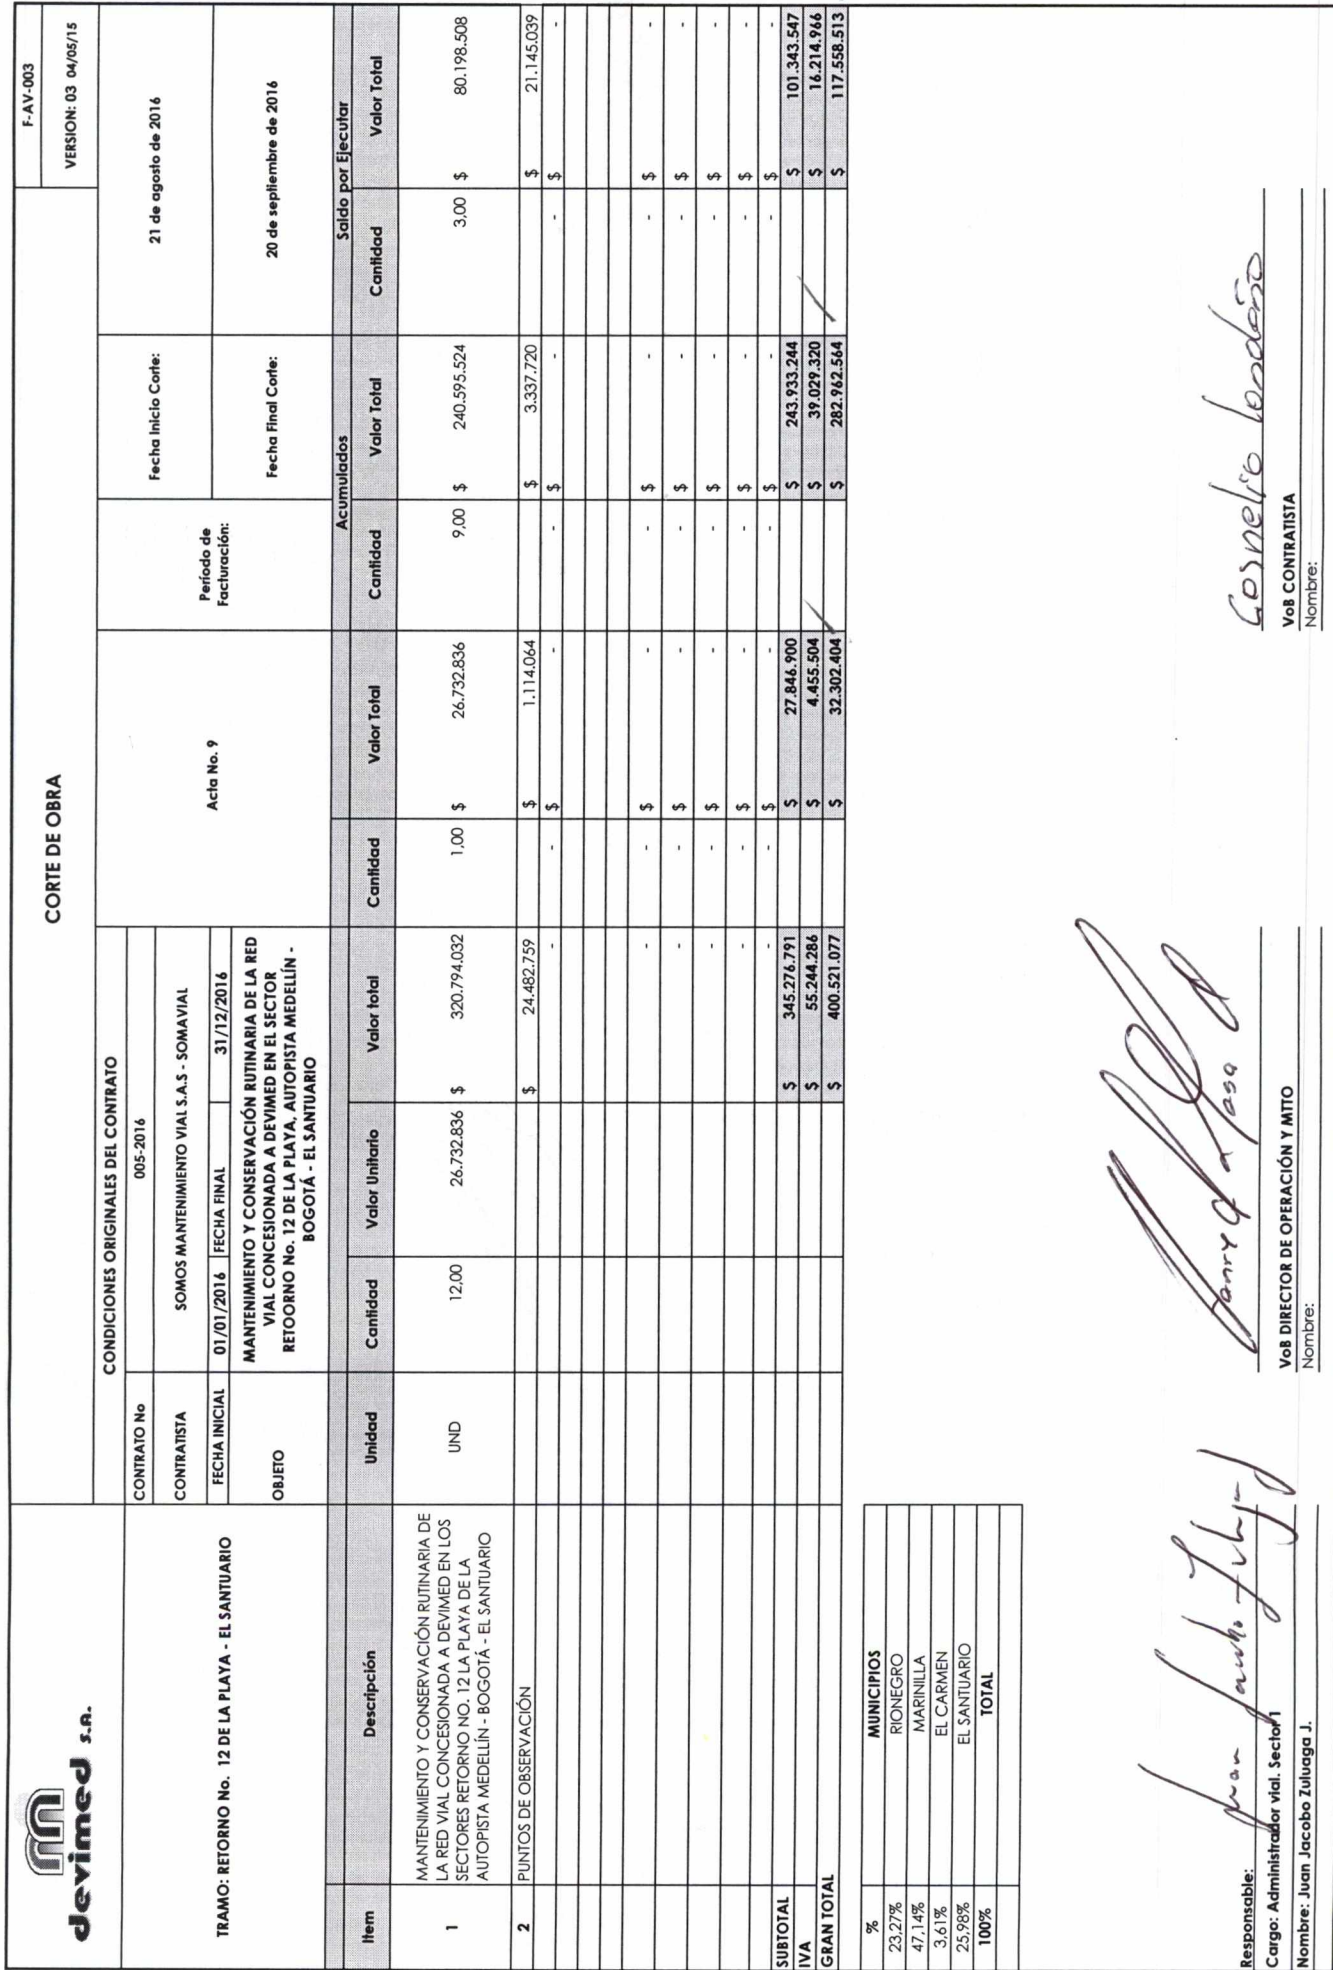 devimed s.a.
CORTE DE OBRA
F-AV-003
VERSION: 03 04/05/15
TRAMO: RETORNO No. 12 DE LA PLAYA - EL SANTUARIO
CONDICIONES ORIGINALES DEL CONTRATO
CONTRATO No 005-2016
CONTRATISTA SOMOS MANTENIMIENTO VIAL S.A.S - SOMAVIAL
FECHA INICIAL 01/01/2016 FECHA FINAL 31/12/2016
OBJETO
MANTENIMIENTO Y CONSERVACIÓN RUTINARIA DE LA RED
VIAL CONCESIONADA A DEVIMED EN EL SECTOR
RETOORNO No. 12 DE LA PLAYA, AUTOPISTA MEDELLÍN -
BOGOTÁ - EL SANTUARIO
Acta No. 9
Período de
Facturación:
Fecha Inicio Corte: 21 de agosto de 2016
Fecha Final Corte: 20 de septiembre de 2016
Acumulados Saldo por Ejecutar
Item Descripción Unidad Cantidad Valor Unitario Valor total Cantidad Valor Total Cantidad Valor Total Cantidad Valor Total
1 MANTENIMIENTO Y CONSERVACIÓN RUTINARIA DE
LA RED VIAL CONCESIONADA A DEVIMED EN LOS
SECTORES RETORNO NO. 12 LA PLAYA DE LA
AUTOPISTA MEDELLÍN - BOGOTÁ - EL SANTUARIO
UND 12,00 26.732.836 $ 320.794.032 1,00 $ 26.732.836 9,00 $ 240.595.524 3,00 $ 80.198.508
2 PUNTOS DE OBSERVACIÓN $ 24.482.759 $ 1.114.064 $ 3.337.720 $ 21.145.039
- - $ - - $ - - $ -
- - $ - - $ - - $ -
- - $ - - $ - - $ -
- - $ - - $ - - $ -
- - $ - - $ - - $ -
- - $ - - $ - - $ -
SUBTOTAL $ 345.276.791 $ 27.846.900 $ 243.933.244 $ 101.343.547
IVA $ 55.244.286 $ 4.455.504 $ 39.029.320 $ 16.214.966
GRAN TOTAL $ 400.521.077 $ 32.302.404 $ 282.962.564 $ 117.558.513
% MUNICIPIOS
23,27% RIONEGRO
47,14% MARINILLA
3,61% EL CARMEN
25,98% EL SANTUARIO
100% TOTAL
Responsable:
Cargo: Administrador vial. Sector 1
Nombre: Juan Jacobo Zuluaga J.
VoB DIRECTOR DE OPERACIÓN Y MTTO
Nombre:
Cornelio Londoño
VoB CONTRATISTA
Nombre: